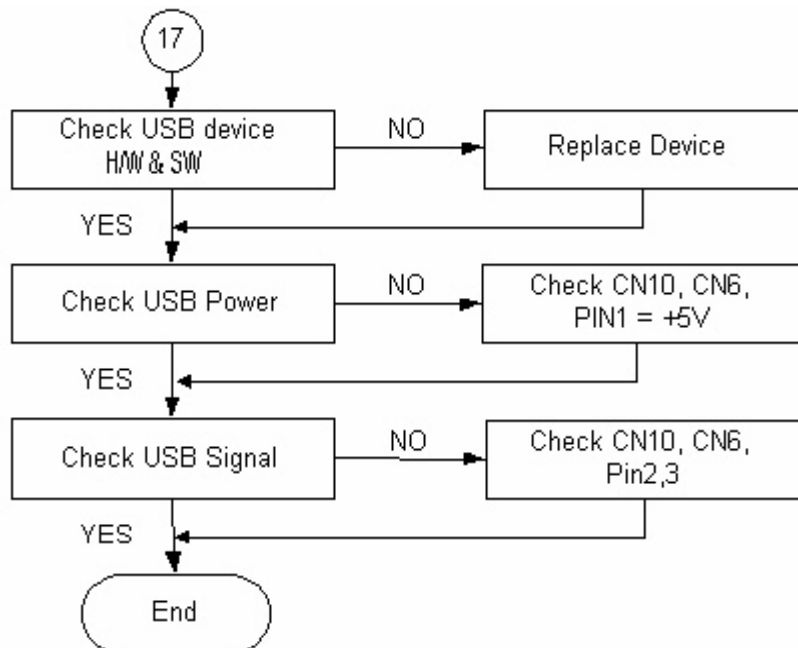 17
Check USB device
H/W & SW
NO
Replace Device
YES
Check USB Power
NO
Check CN10, CN6,
PIN1 = +5V
YES
Check USB Signal
NO
Check CN10, CN6,
Pin2,3
YES
End